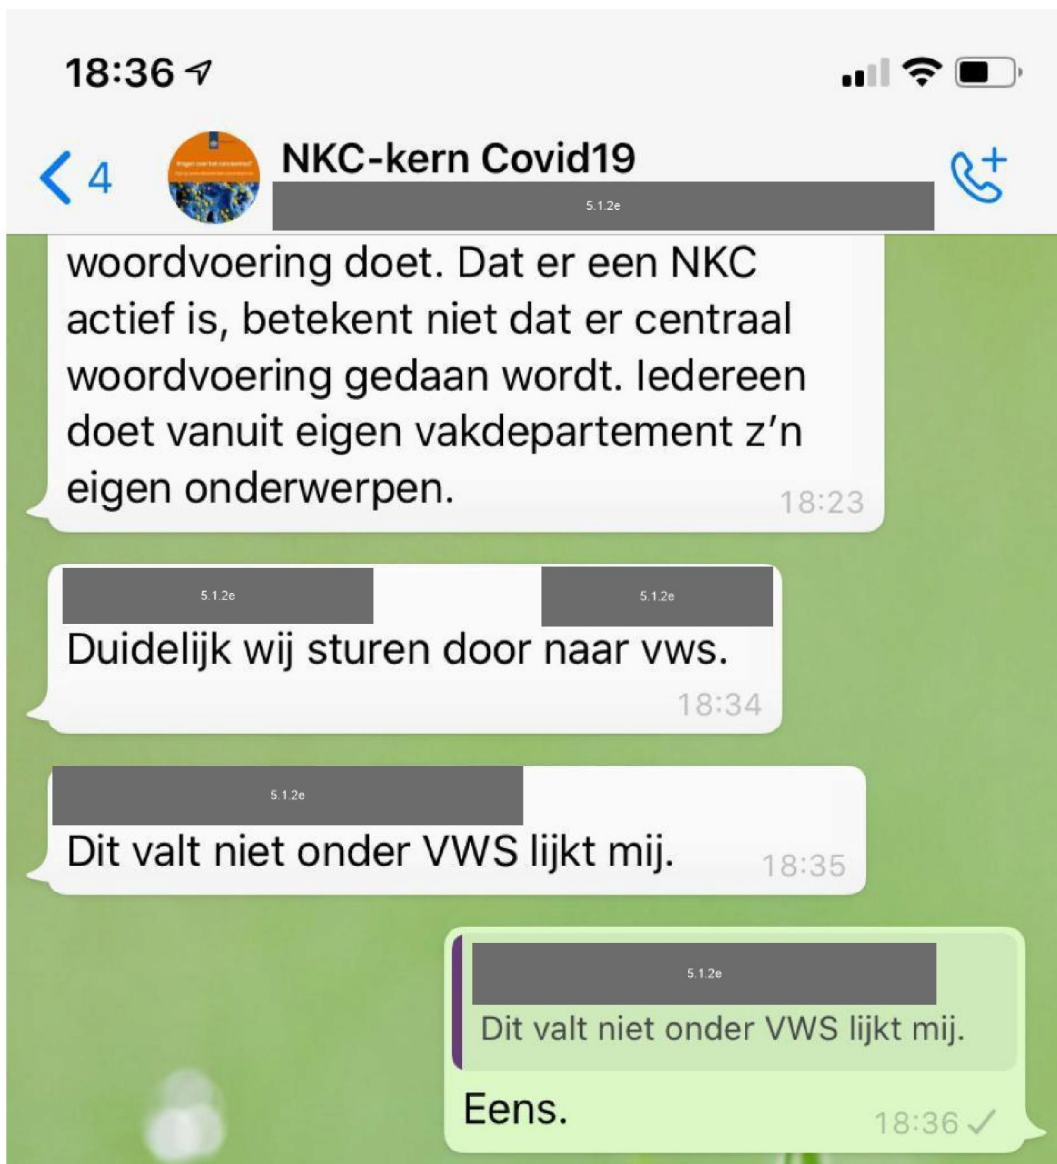 18:36
4
NKC-kern Covid19
5.1.2e
woordvoering doet. Dat er een NKC
actief is, betekent niet dat er centraal
woordvoering gedaan wordt. Iedereen
doet vanuit eigen vakdepartement z'n
eigen onderwerpen.
18:23
5.1.2e 5.1.2e
Duidelijk wij sturen door naar vws.
18:34
5.1.2e
Dit valt niet onder VWS lijkt mij.
18:35
5.1.2e
Dit valt niet onder VWS lijkt mij.
Eens.
18:36